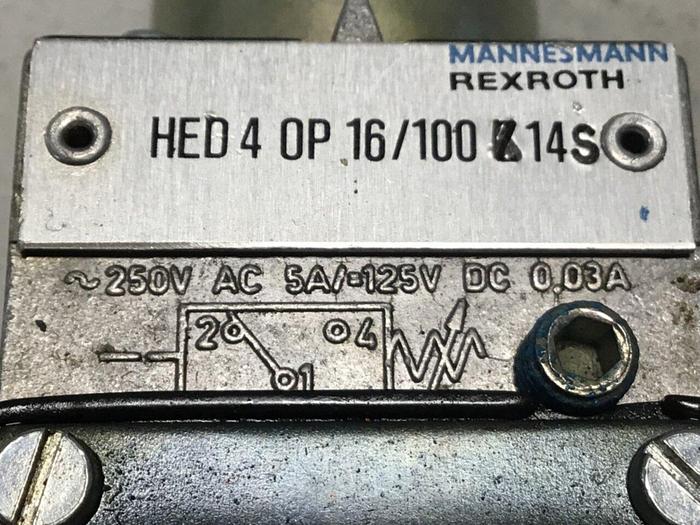 MANNESMANN
REXROTH
HED 4 OP 16/100 Z14S
~250V AC 5A/=125V DC 0.03A
2 4
1